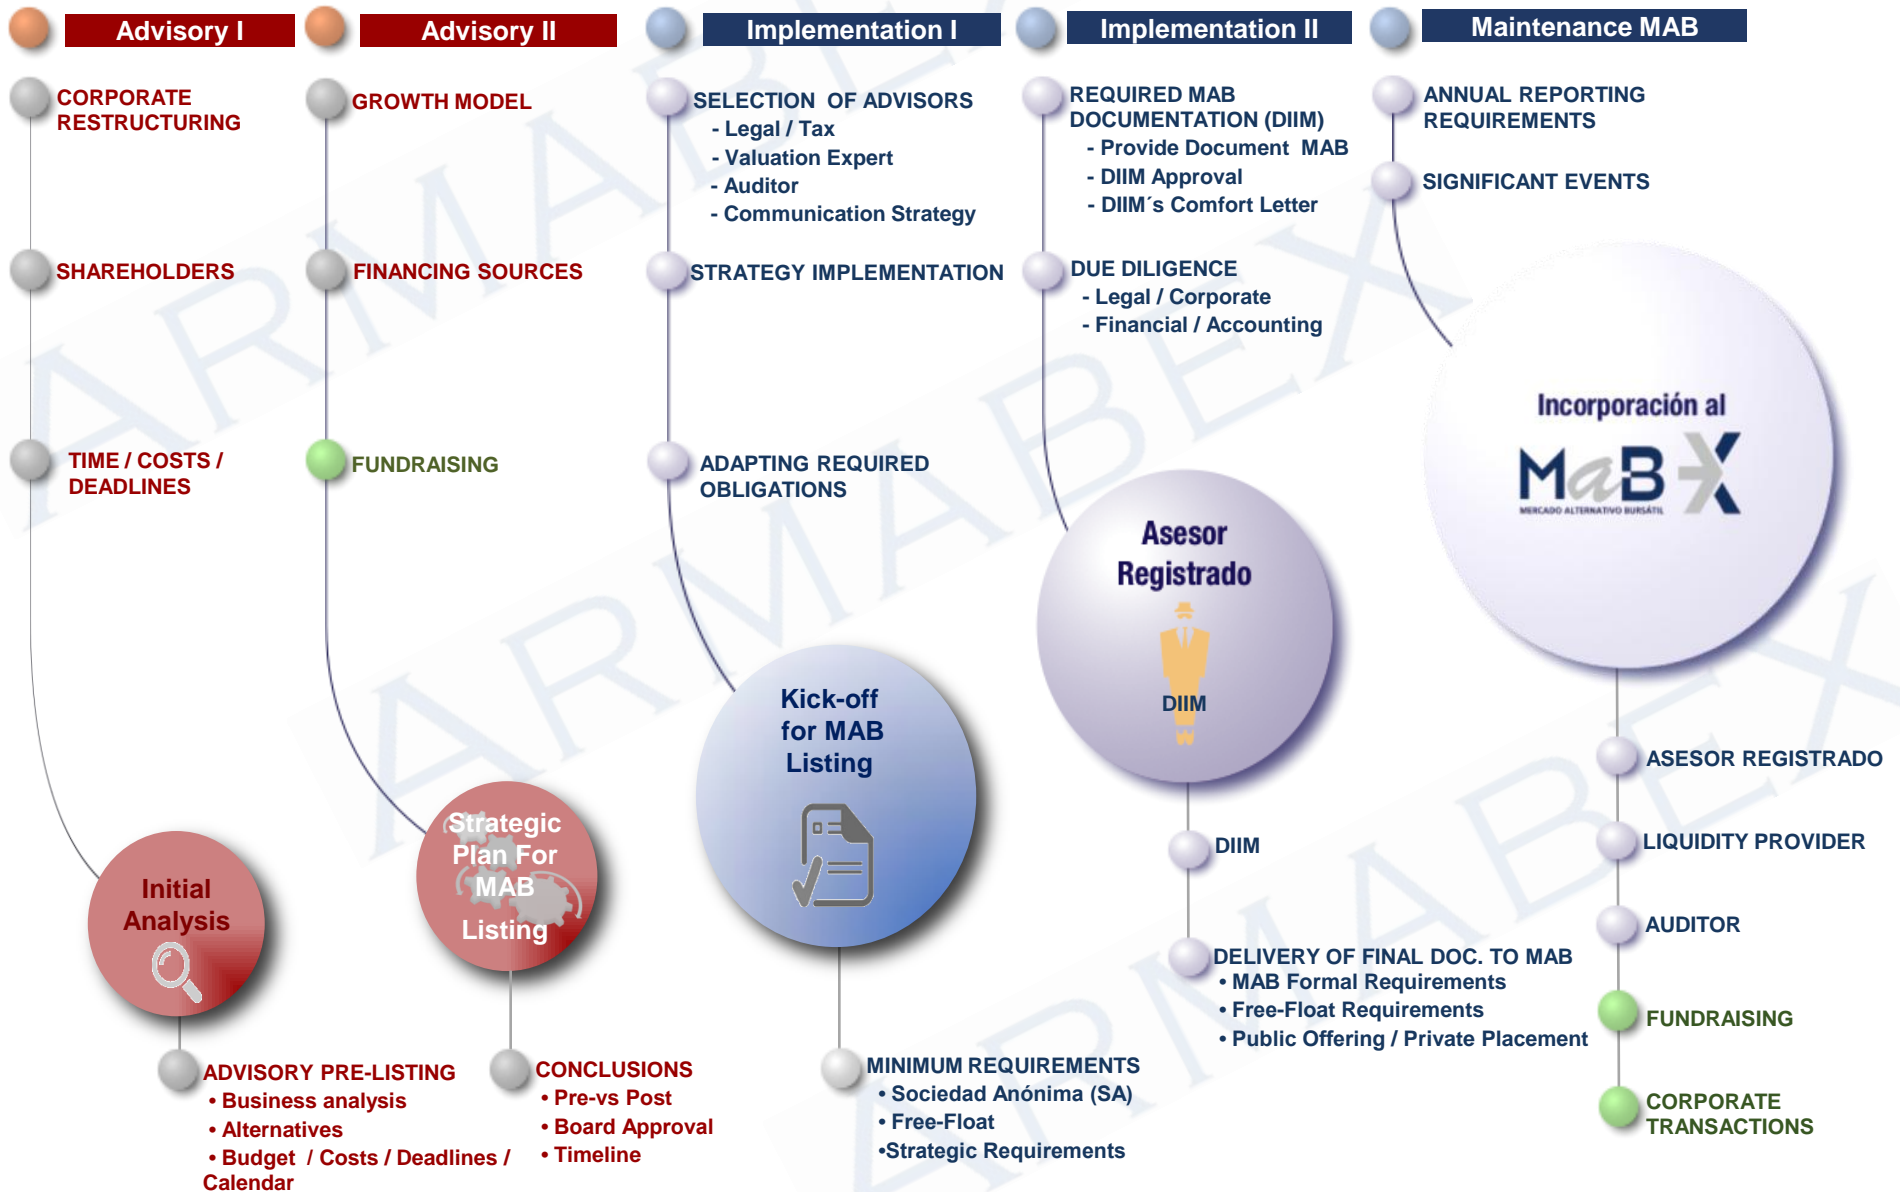 Advisory I
CORPORATE
RESTRUCTURING
SHAREHOLDERS
TIME / COSTS /
DEADLINES
Initial
Analysis
ADVISORY PRE-LISTING
• Business analysis
• Alternatives
• Budget / Costs / Deadlines /
Calendar
Advisory II
GROWTH MODEL
FINANCING SOURCES
FUNDRAISING
Strategic
Plan For
MAB
Listing
CONCLUSIONS
• Pre-vs Post
• Board Approval
• Timeline
Implementation I
SELECTION OF ADVISORS
- Legal / Tax
- Valuation Expert
- Auditor
- Communication Strategy
STRATEGY IMPLEMENTATION
ADAPTING REQUIRED
OBLIGATIONS
Kick-off
for MAB
Listing
MINIMUM REQUIREMENTS
• Sociedad Anónima (SA)
• Free-Float
•Strategic Requirements
Implementation II
REQUIRED MAB
DOCUMENTATION (DIIM)
- Provide Document MAB
- DIIM Approval
- DIIM´s Comfort Letter
DUE DILIGENCE
- Legal / Corporate
- Financial / Accounting
Asesor
Registrado
DIIM
DIIM
DELIVERY OF FINAL DOC. TO MAB
• MAB Formal Requirements
• Free-Float Requirements
• Public Offering / Private Placement
Maintenance MAB
ANNUAL REPORTING
REQUIREMENTS
SIGNIFICANT EVENTS
Incorporación al
MaB
MERCADO ALTERNATIVO BURSÁTIL
ASESOR REGISTRADO
LIQUIDITY PROVIDER
AUDITOR
FUNDRAISING
CORPORATE
TRANSACTIONS
ARMABEX
ARMABEX
ARMABEX